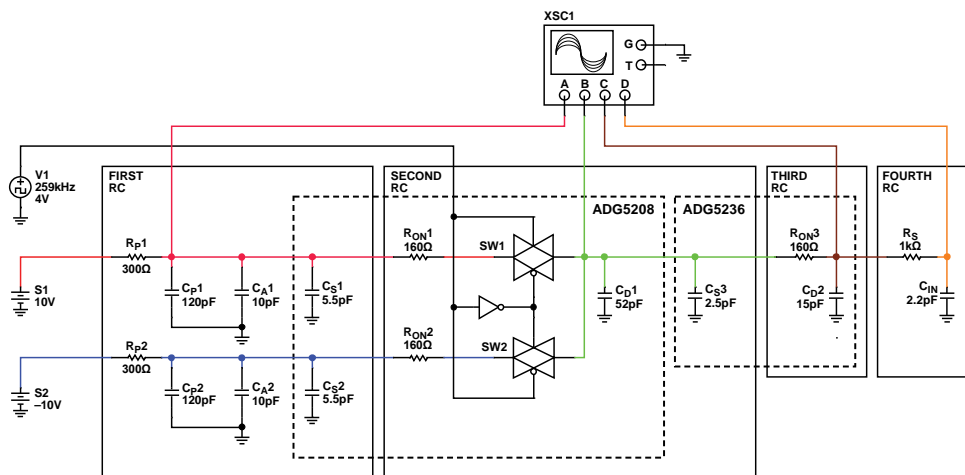 XSC1
G
T
A B C D
V1
259kHz
4V
FIRST
RC
SECOND
RC
THIRD
RC
FOURTH
RC
ADG5208
ADG5236
RP1
300Ω
RON1
160Ω
SW1
RON3
160Ω
RS
1kΩ
S1
10V
CP1
120pF
CA1
10pF
CS1
5.5pF
CD1
52pF
CS3
2.5pF
CD2
15pF
CIN
2.2pF
RP2
300Ω
RON2
160Ω
SW2
S2
–10V
CP2
120pF
CA2
10pF
CS2
5.5pF